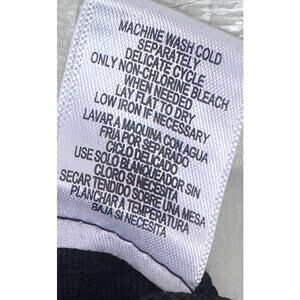 MACHINE WASH COLD
SEPARATELY
DELICATE CYCLE
ONLY NON-CHLORINE BLEACH
WHEN NEEDED
LAY FLAT TO DRY
LOW IRON IF NECESSARY
LAVAR A MAQUINA CON AGUA
FRIA POR SEPARADO
CICLO DELICADO
USE SOLO BLANQUEADOR SIN
CLORO SI NECESITA
SECAR TENDIDO SOBRE UNA MESA
PLANCHAR A TEMPERATURA
BAJA SI NECESITA